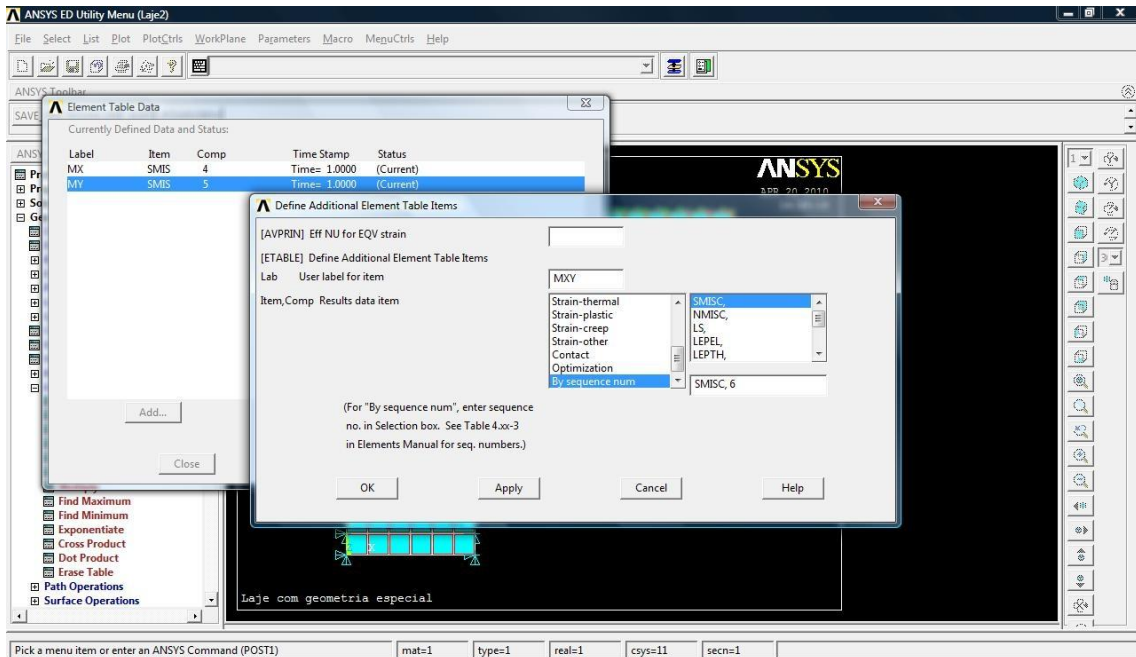 ANSYS ED Utility Menu (Laje2)
File Select List Plot PlotCtrls WorkPlane Parameters Macro MenuCtrls Help
ANSYS Toolbar
SAVE
Element Table Data
Currently Defined Data and Status:
Label Item Comp Time Stamp Status
MX SMIS 4 Time= 1.0000 (Current)
MY SMIS 5 Time= 1.0000 (Current)
Add...
Close
ANSYS
Define Additional Element Table Items
[AVPRIN] Eff NU for EQV strain
[ETABLE] Define Additional Element Table Items
Lab User label for item MXY
Item,Comp Results data item
Strain-thermal SMISC,
Strain-plastic NMISC,
Strain-creep LS,
Strain-other LEPEL,
Contact LEPTH,
Optimization
By sequence num SMISC, 6
(For "By sequence num", enter sequence
no. in Selection box. See Table 4.xx-3
in Elements Manual for seq. numbers.)
OK Apply Cancel Help
Find Maximum
Find Minimum
Exponentiate
Cross Product
Dot Product
Erase Table
Path Operations
Surface Operations
X
Laje com geometria especial
1
3
Pick a menu item or enter an ANSYS Command (POST1) mat=1 type=1 real=1 csys=11 secn=1